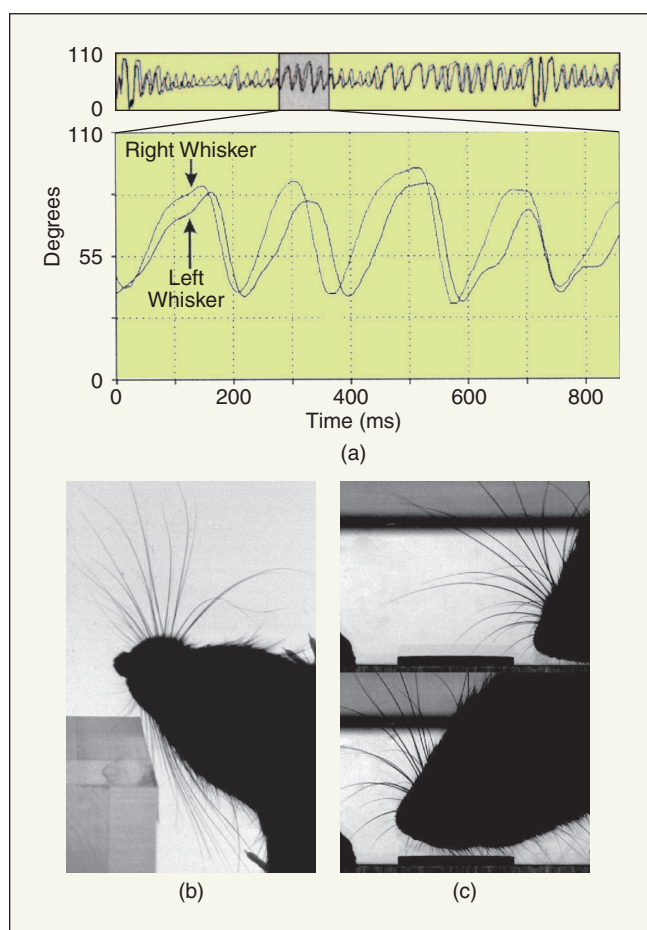 110
0
110
Right Whisker
Degrees
55
Left
Whisker
0
0 200 400 600 800
Time (ms)
(a)
(b) (c)